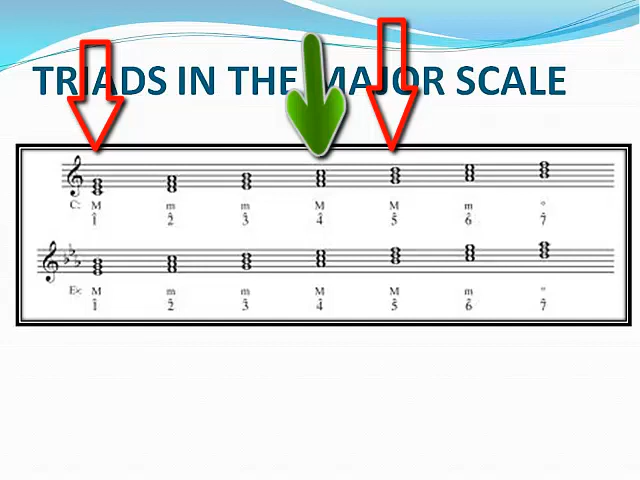 TRIADS IN THE MAJOR SCALE
C: M m m M M m °
1̂ 2̂ 3̂ 4̂ 5̂ 6̂ 7̂
E♭: M m m M M m °
1̂ 2̂ 3̂ 4̂ 5̂ 6̂ 7̂